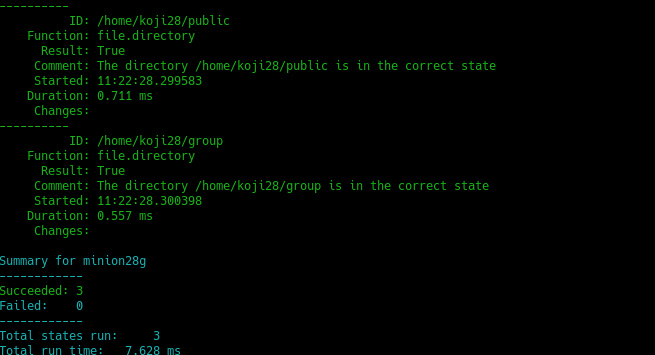 ----------
          ID: /home/koji28/public
    Function: file.directory
      Result: True
     Comment: The directory /home/koji28/public is in the correct state
     Started: 11:22:28.299583
    Duration: 0.711 ms
     Changes:
----------
          ID: /home/koji28/group
    Function: file.directory
      Result: True
     Comment: The directory /home/koji28/group is in the correct state
     Started: 11:22:28.300398
    Duration: 0.557 ms
     Changes:

Summary for minion28g
------------
Succeeded: 3
Failed:    0
------------
Total states run:     3
Total run time:   7.628 ms